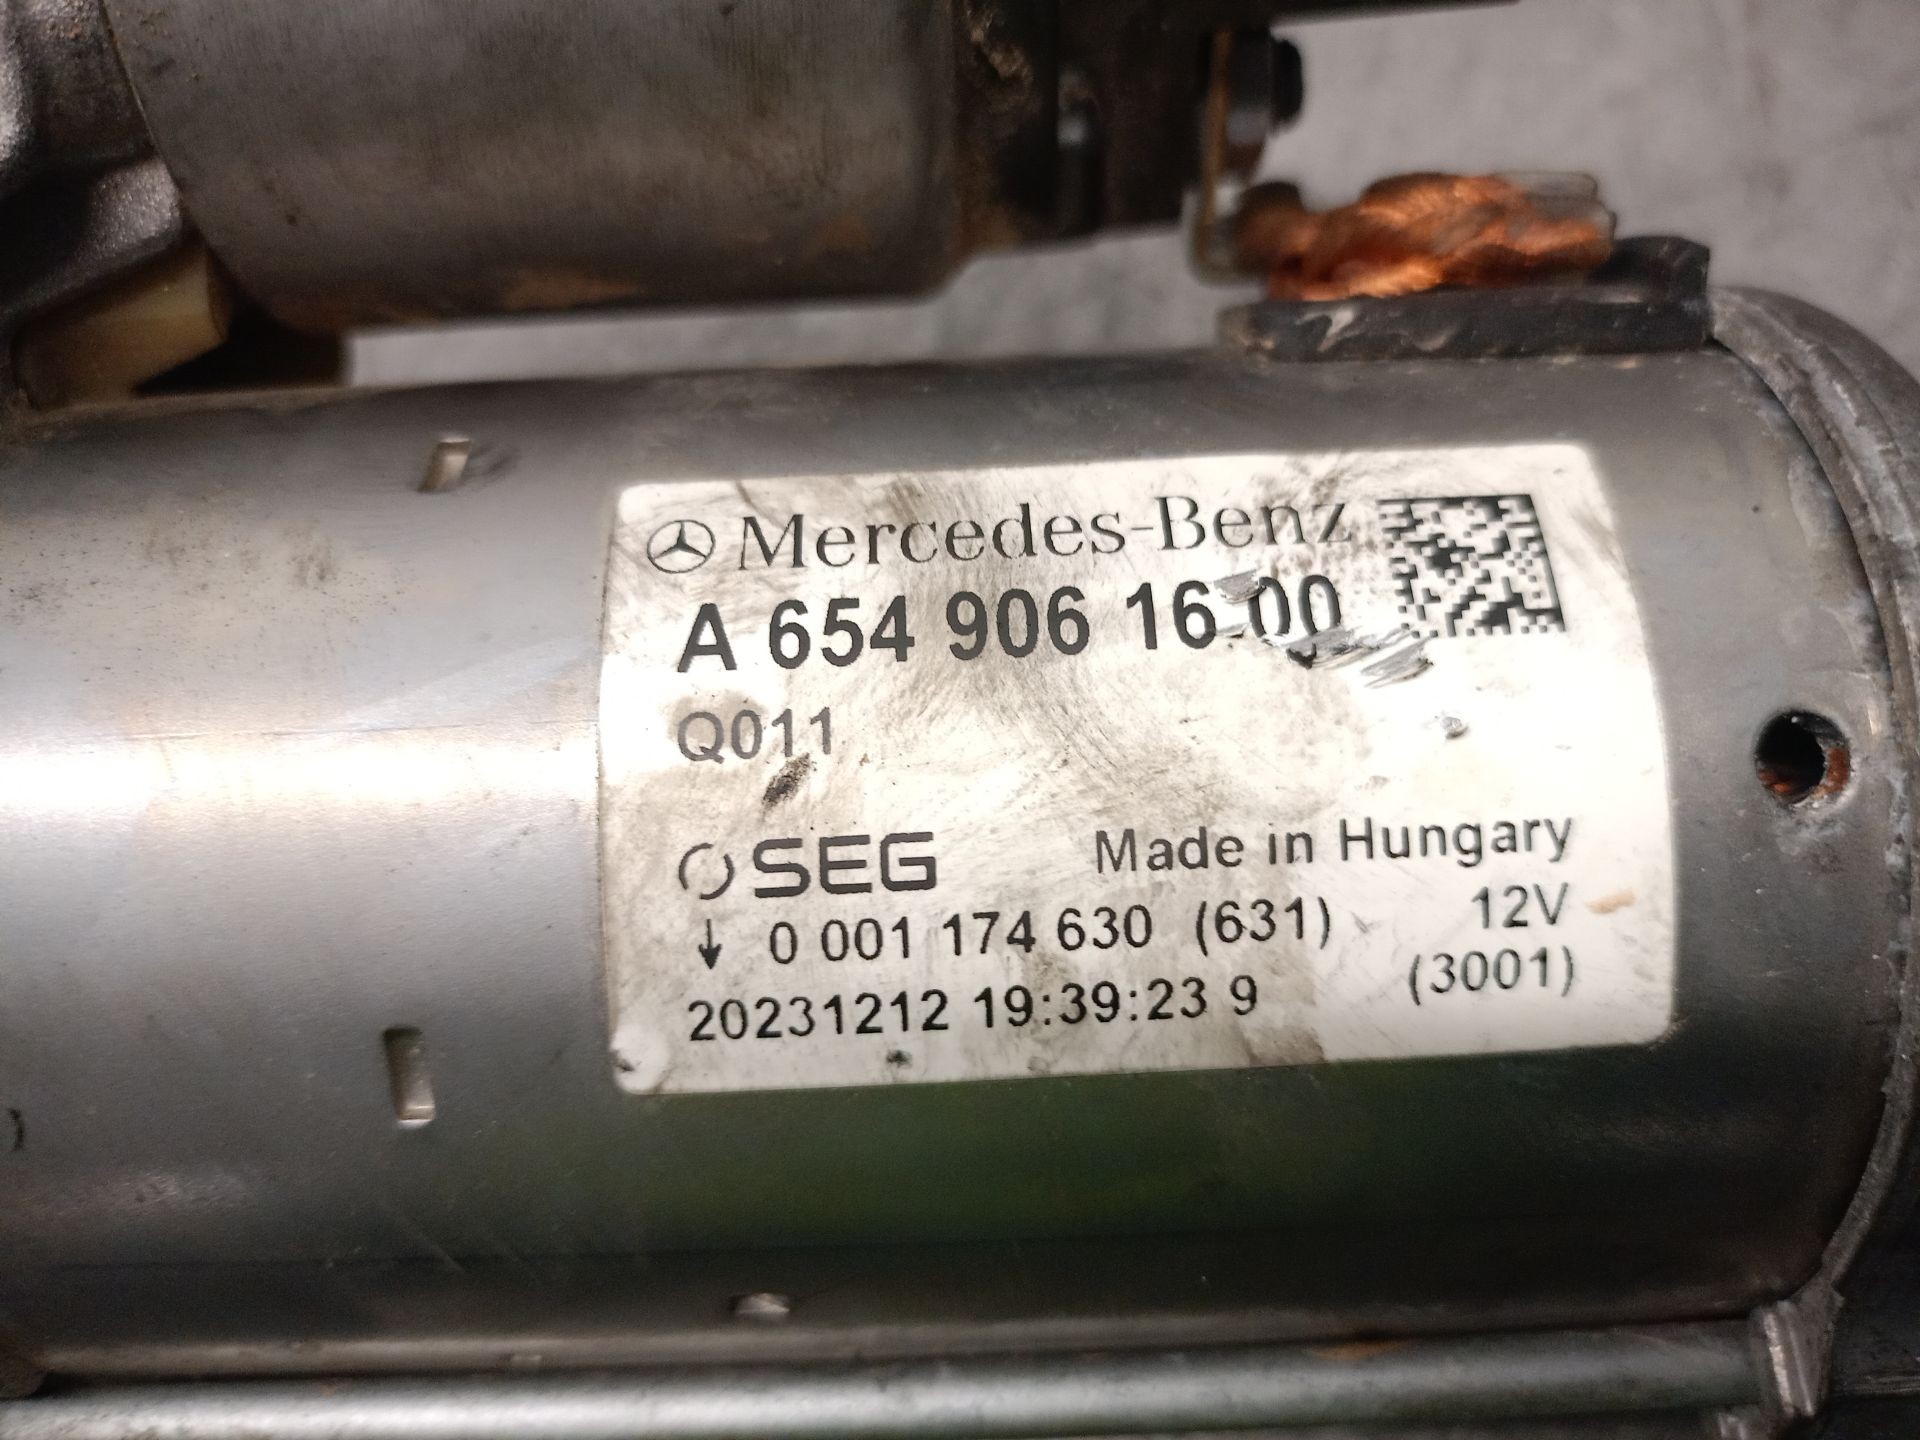 Mercedes-Benz
A 654 906 16 00
Q011
SEG Made in Hungary
↓ 0 001 174 630 (631) 12V
20231212 19:39:23 9 (3001)